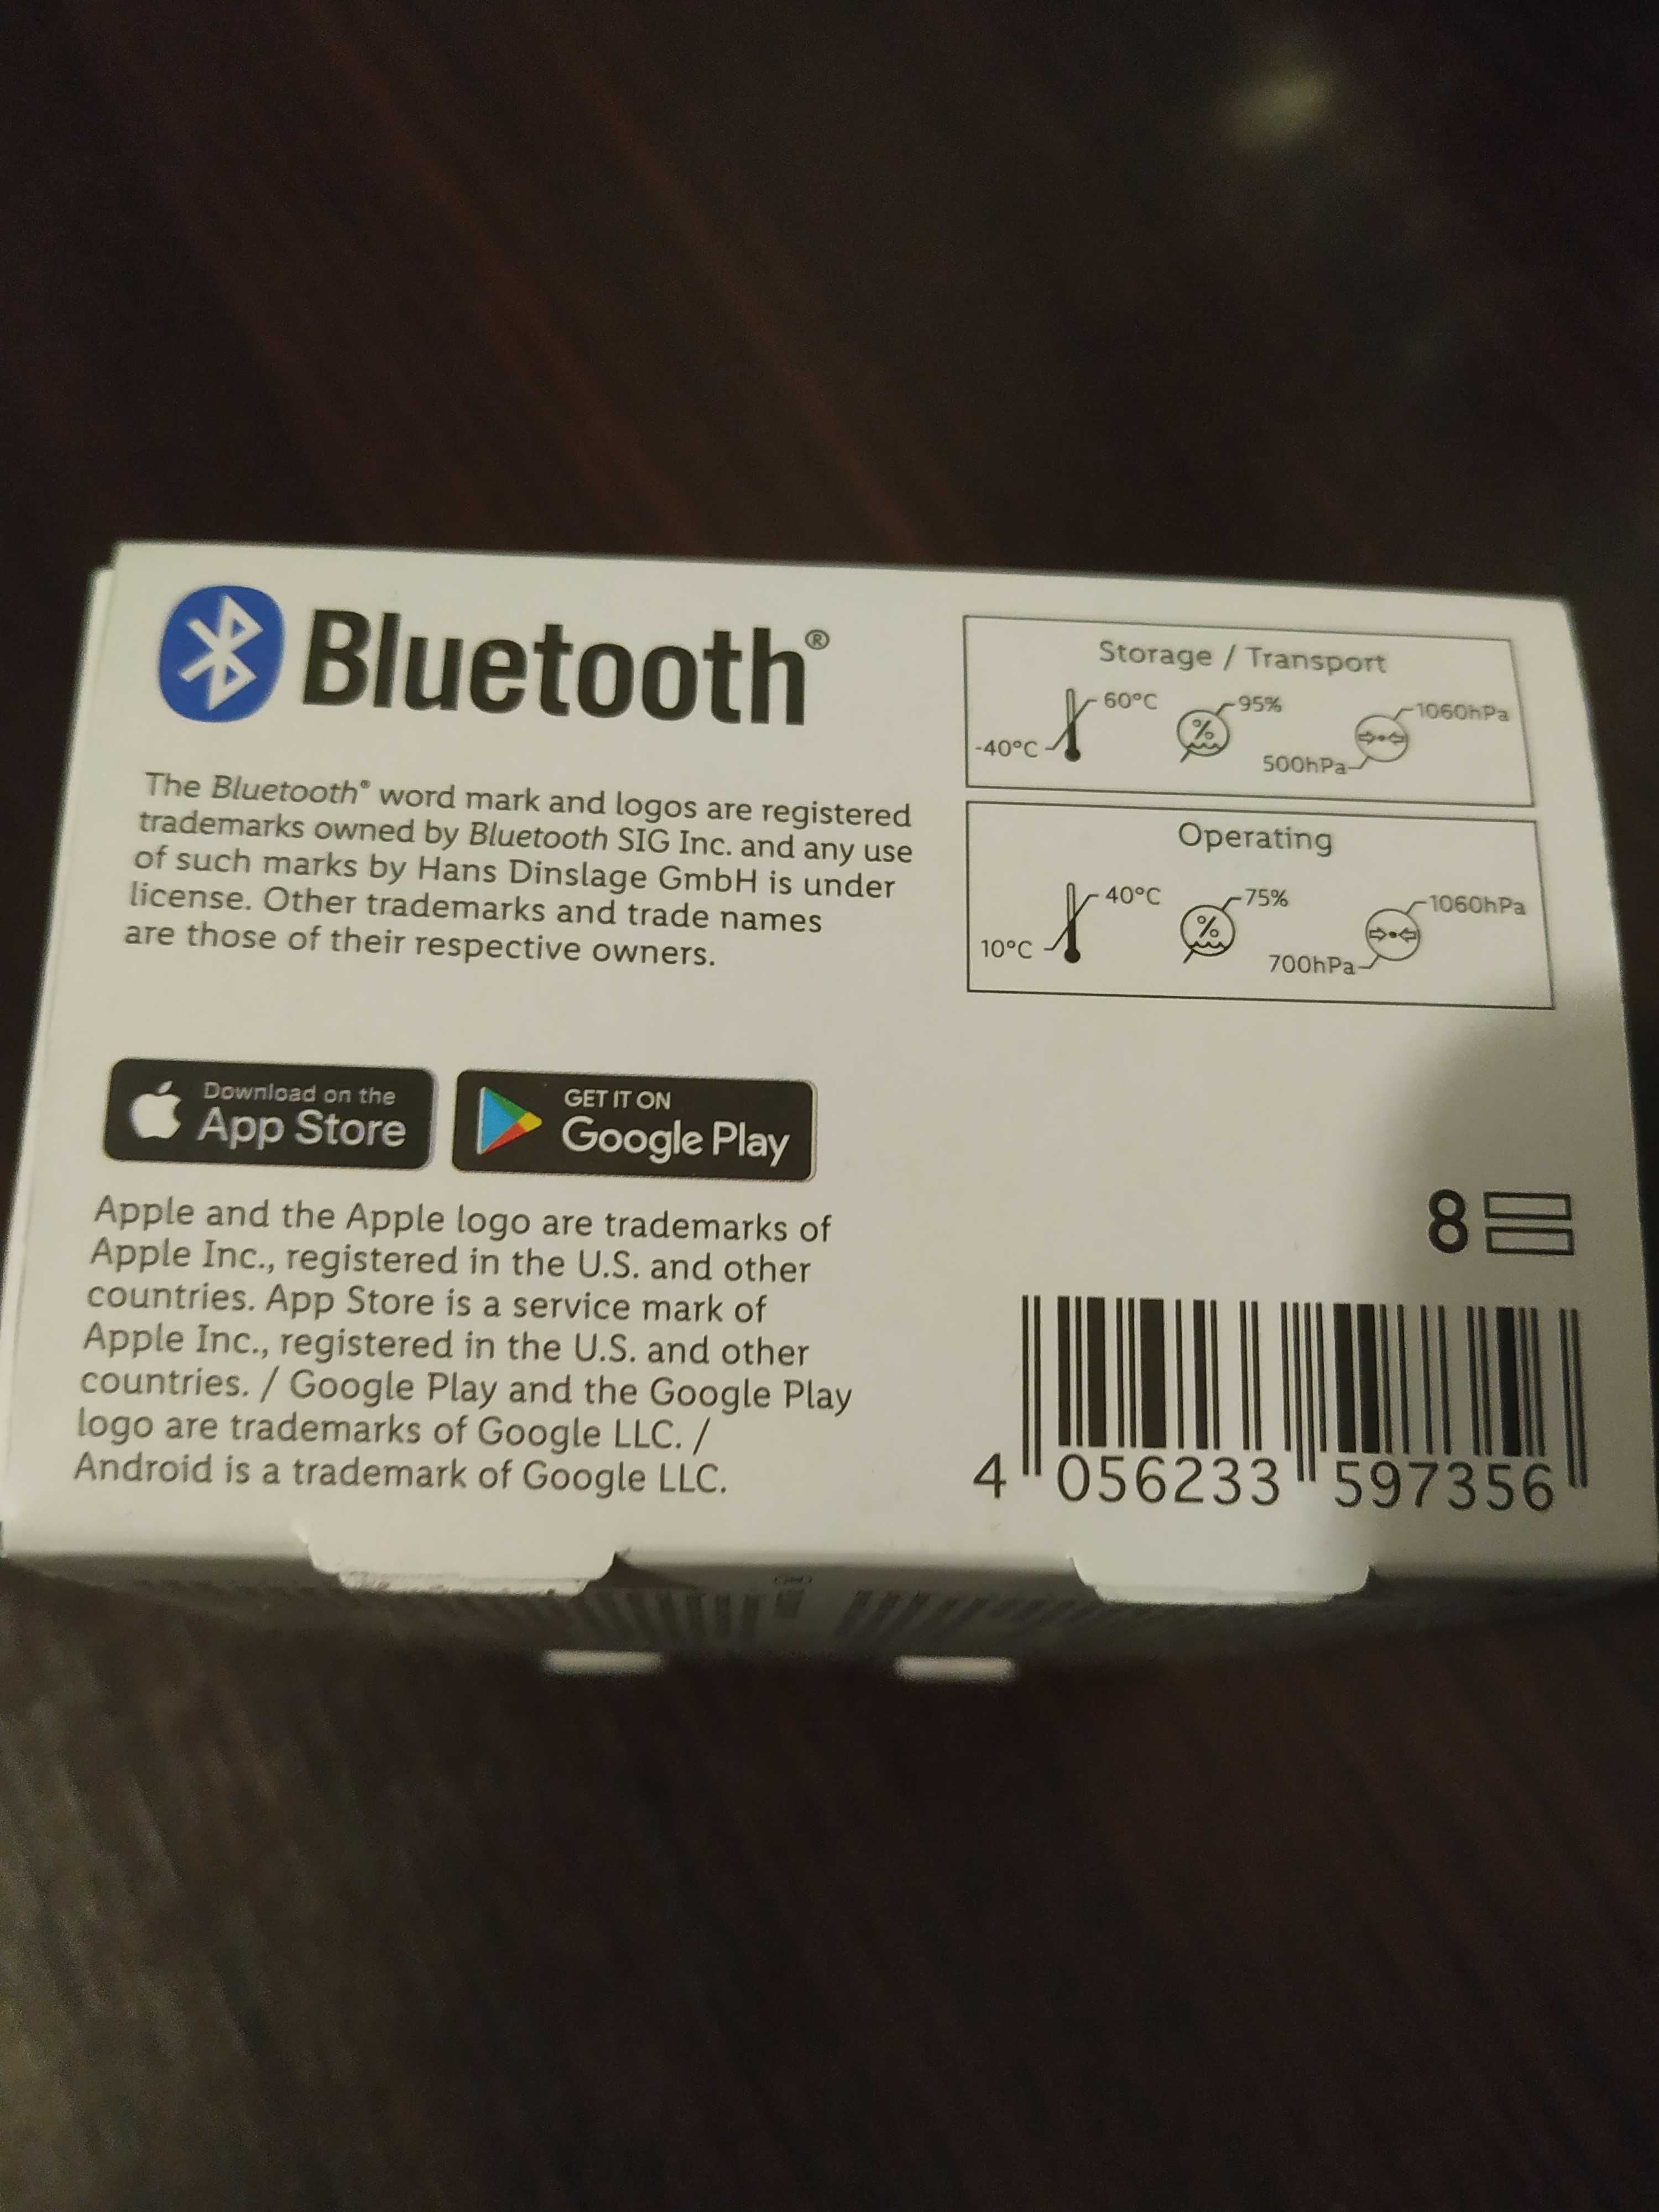 Bluetooth®
The Bluetooth® word mark and logos are registered
trademarks owned by Bluetooth SIG Inc. and any use
of such marks by Hans Dinslage GmbH is under
license. Other trademarks and trade names
are those of their respective owners.
Storage / Transport
60°C
95%
1060hPa
-40°C
%
500hPa
Operating
40°C
75%
1060hPa
10°C
%
700hPa
Download on the
App Store
GET IT ON
Google Play
Apple and the Apple logo are trademarks of
Apple Inc., registered in the U.S. and other
countries. App Store is a service mark of
Apple Inc., registered in the U.S. and other
countries. / Google Play and the Google Play
logo are trademarks of Google LLC. /
Android is a trademark of Google LLC.
8
4 056233 597356